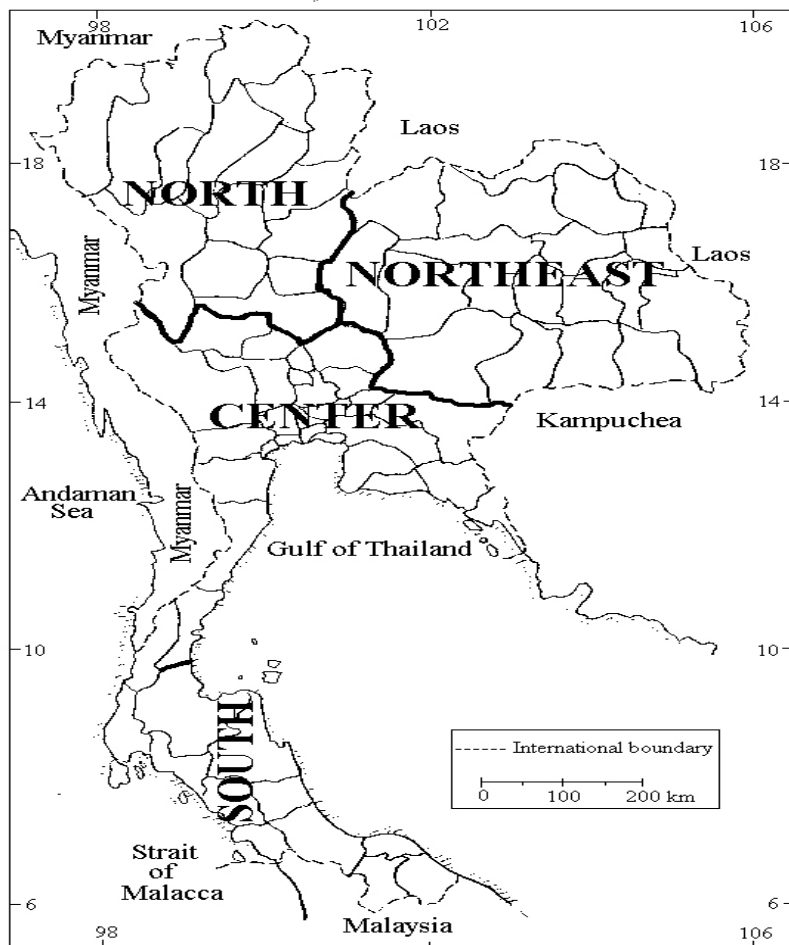 98
102
106
Myanmar
Laos
18
18
NORTH
Laos
NORTHEAST
Myanmar
14
CENTER
14
Kampuchea
Andaman
Sea
Myanmar
Gulf of Thailand
10
10
SOUTH
International boundary
0 100 200 km
Strait
of
Malacca
6
6
98
Malaysia
106